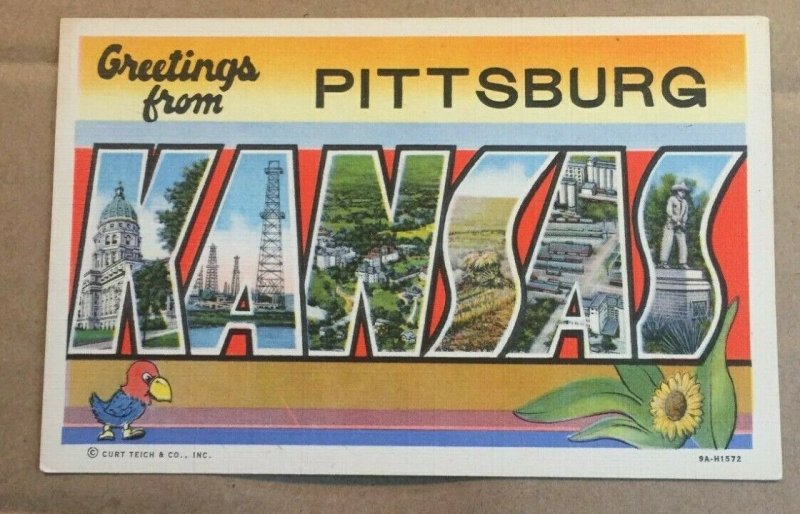 Greetings
from
PITTSBURG
KANSAS
© CURT TEICH & CO., INC.
9A-H1572